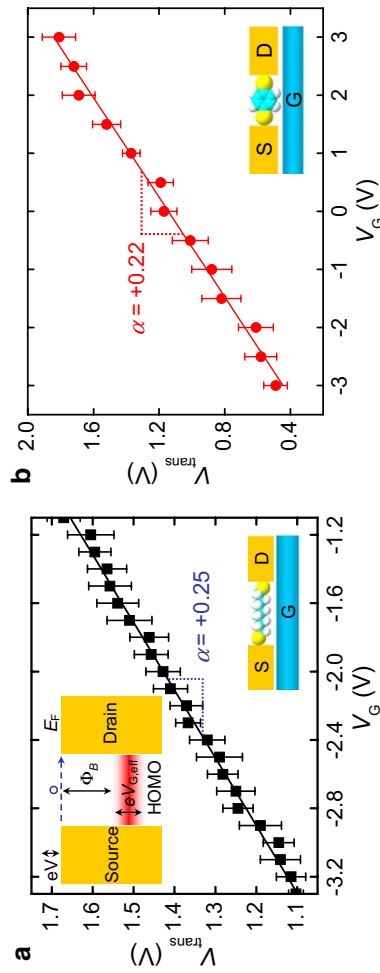 a
1.7
1.6
1.5
1.4
1.3
1.2
1.1
V_trans (V)
-3.2
-2.8
-2.4
-2.0
-1.6
-1.2
V_G (V)
eV
Source
Drain
E_F
Φ_B
eV_G,eff
HOMO
α = +0.25
S
D
G
b
2.0
1.6
1.2
0.8
0.4
V_trans (V)
-3
-2
-1
0
1
2
3
V_G (V)
α = +0.22
S
D
G